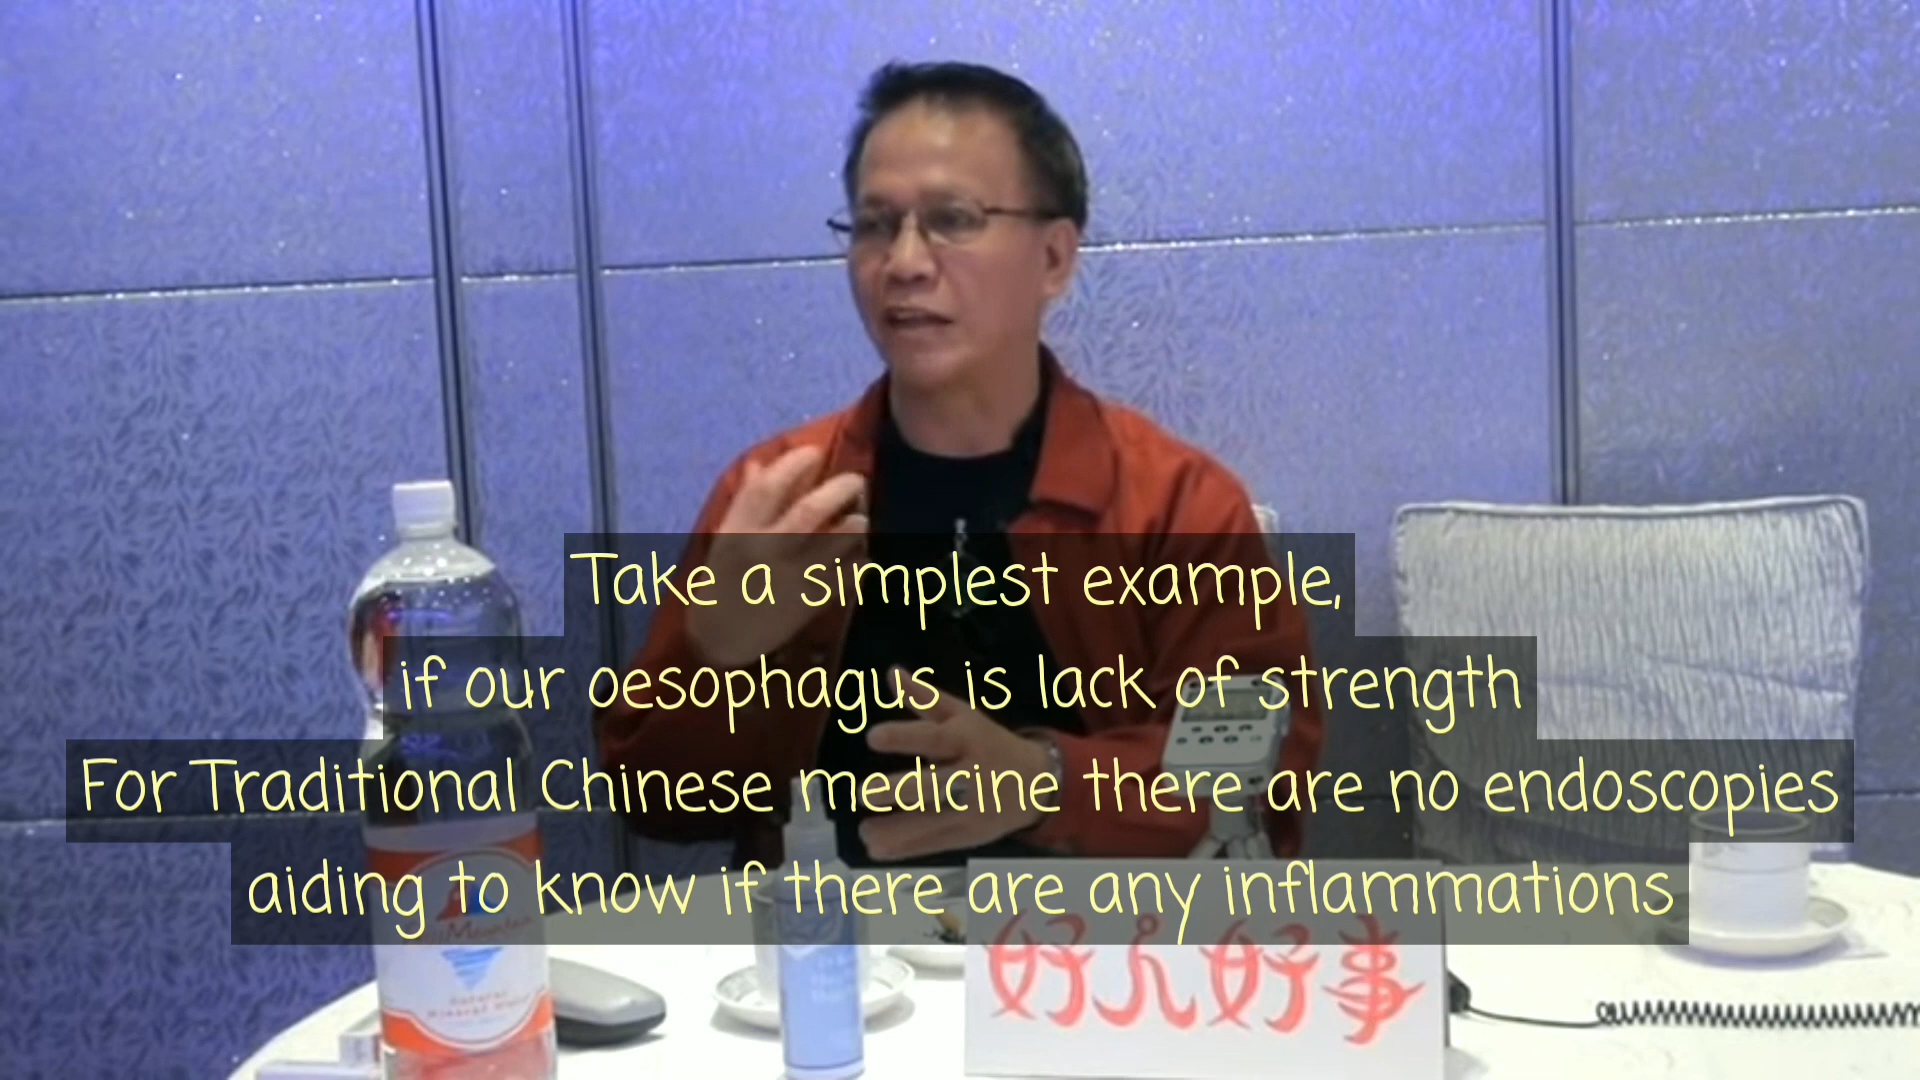 Take a simplest example,
if our oesophagus is lack of strength
For Traditional Chinese medicine there are no endoscopies
aiding to know if there are any inflammations
好人好事